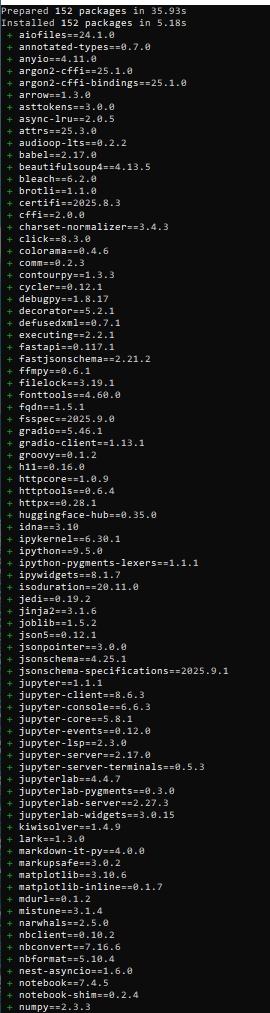 Prepared 152 packages in 35.93s
Installed 152 packages in 5.18s
+ aiofiles==24.1.0
+ annotated-types==0.7.0
+ anyio==4.11.0
+ argon2-cffi==25.1.0
+ argon2-cffi-bindings==25.1.0
+ arrow==1.3.0
+ asttokens==3.0.0
+ async-lru==2.0.5
+ attrs==25.3.0
+ audioop-lts==0.2.2
+ babel==2.17.0
+ beautifulsoup4==4.13.5
+ bleach==6.2.0
+ brotli==1.1.0
+ certifi==2025.8.3
+ cffi==2.0.0
+ charset-normalizer==3.4.3
+ click==8.3.0
+ colorama==0.4.6
+ comm==0.2.3
+ contourpy==1.3.3
+ cycler==0.12.1
+ debugpy==1.8.17
+ decorator==5.2.1
+ defusedxml==0.7.1
+ executing==2.2.1
+ fastapi==0.117.1
+ fastjsonschema==2.21.2
+ ffmpy==0.6.1
+ filelock==3.19.1
+ fonttools==4.60.0
+ fqdn==1.5.1
+ fsspec==2025.9.0
+ gradio==5.46.1
+ gradio-client==1.13.1
+ groovy==0.1.2
+ h11==0.16.0
+ httpcore==1.0.9
+ httptools==0.6.4
+ httpx==0.28.1
+ huggingface-hub==0.35.0
+ idna==3.10
+ ipykernel==6.30.1
+ ipython==9.5.0
+ ipython-pygments-lexers==1.1.1
+ ipywidgets==8.1.7
+ isoduration==20.11.0
+ jedi==0.19.2
+ jinja2==3.1.6
+ joblib==1.5.2
+ json5==0.12.1
+ jsonpointer==3.0.0
+ jsonschema==4.25.1
+ jsonschema-specifications==2025.9.1
+ jupyter==1.1.1
+ jupyter-client==8.6.3
+ jupyter-console==6.6.3
+ jupyter-core==5.8.1
+ jupyter-events==0.12.0
+ jupyter-lsp==2.3.0
+ jupyter-server==2.17.0
+ jupyter-server-terminals==0.5.3
+ jupyterlab==4.4.7
+ jupyterlab-pygments==0.3.0
+ jupyterlab-server==2.27.3
+ jupyterlab-widgets==3.0.15
+ kiwisolver==1.4.9
+ lark==1.3.0
+ markdown-it-py==4.0.0
+ markupsafe==3.0.2
+ matplotlib==3.10.6
+ matplotlib-inline==0.1.7
+ mdurl==0.1.2
+ mistune==3.1.4
+ narwhals==2.5.0
+ nbclient==0.10.2
+ nbconvert==7.16.6
+ nbformat==5.10.4
+ nest-asyncio==1.6.0
+ notebook==7.4.5
+ notebook-shim==0.2.4
+ numpy==2.3.3